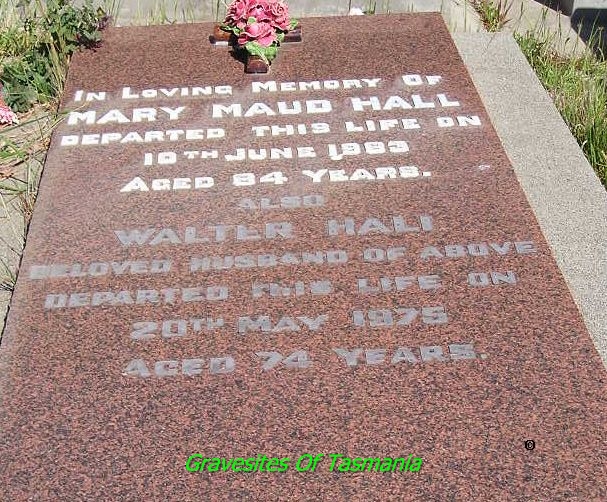 In Loving Memory Of
MARY MAUD HALL
DEPARTED THIS LIFE ON
10TH JUNE 1983
AGED 84 YEARS.
ALSO
WALTER HALL
BELOVED HUSBAND OF ABOVE
DEPARTED THIS LIFE ON
20TH MAY 1975
AGED 74 YEARS.
Gravesites Of Tasmania